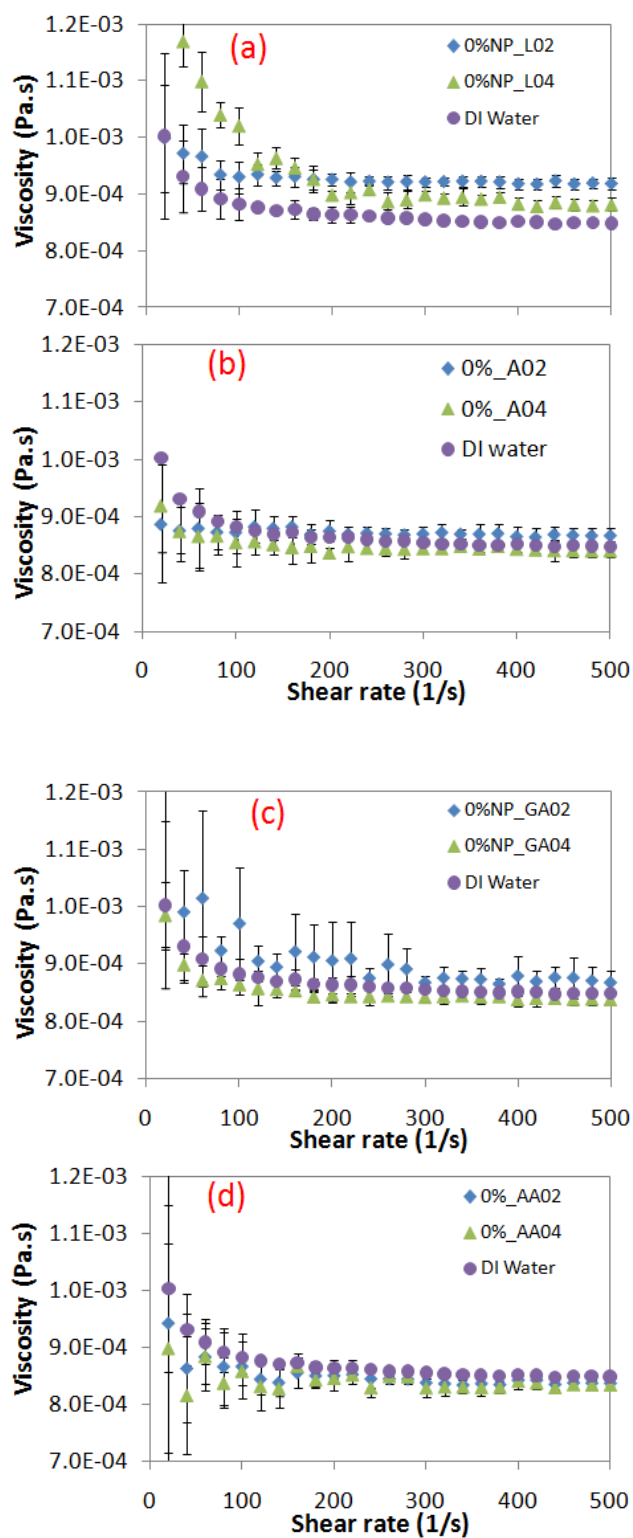 1.2E-03
(a)
0%NP_L02
0%NP_L04
DI Water
1.1E-03
1.0E-03
9.0E-04
8.0E-04
7.0E-04
Viscosity (Pa.s)
1.2E-03
(b)
0%_A02
0%_A04
DI water
1.1E-03
1.0E-03
9.0E-04
8.0E-04
7.0E-04
Viscosity (Pa.s)
0 100 200 300 400 500
Shear rate (1/s)
1.2E-03
(c)
0%NP_GA02
0%NP_GA04
DI Water
1.1E-03
1.0E-03
9.0E-04
8.0E-04
7.0E-04
Viscosity (Pa.s)
0 100 200 300 400 500
Shear rate (1/s)
1.2E-03
(d)
0%_AA02
0%_AA04
DI Water
1.1E-03
1.0E-03
9.0E-04
8.0E-04
7.0E-04
Viscosity (Pa.s)
0 100 200 300 400 500
Shear rate (1/s)